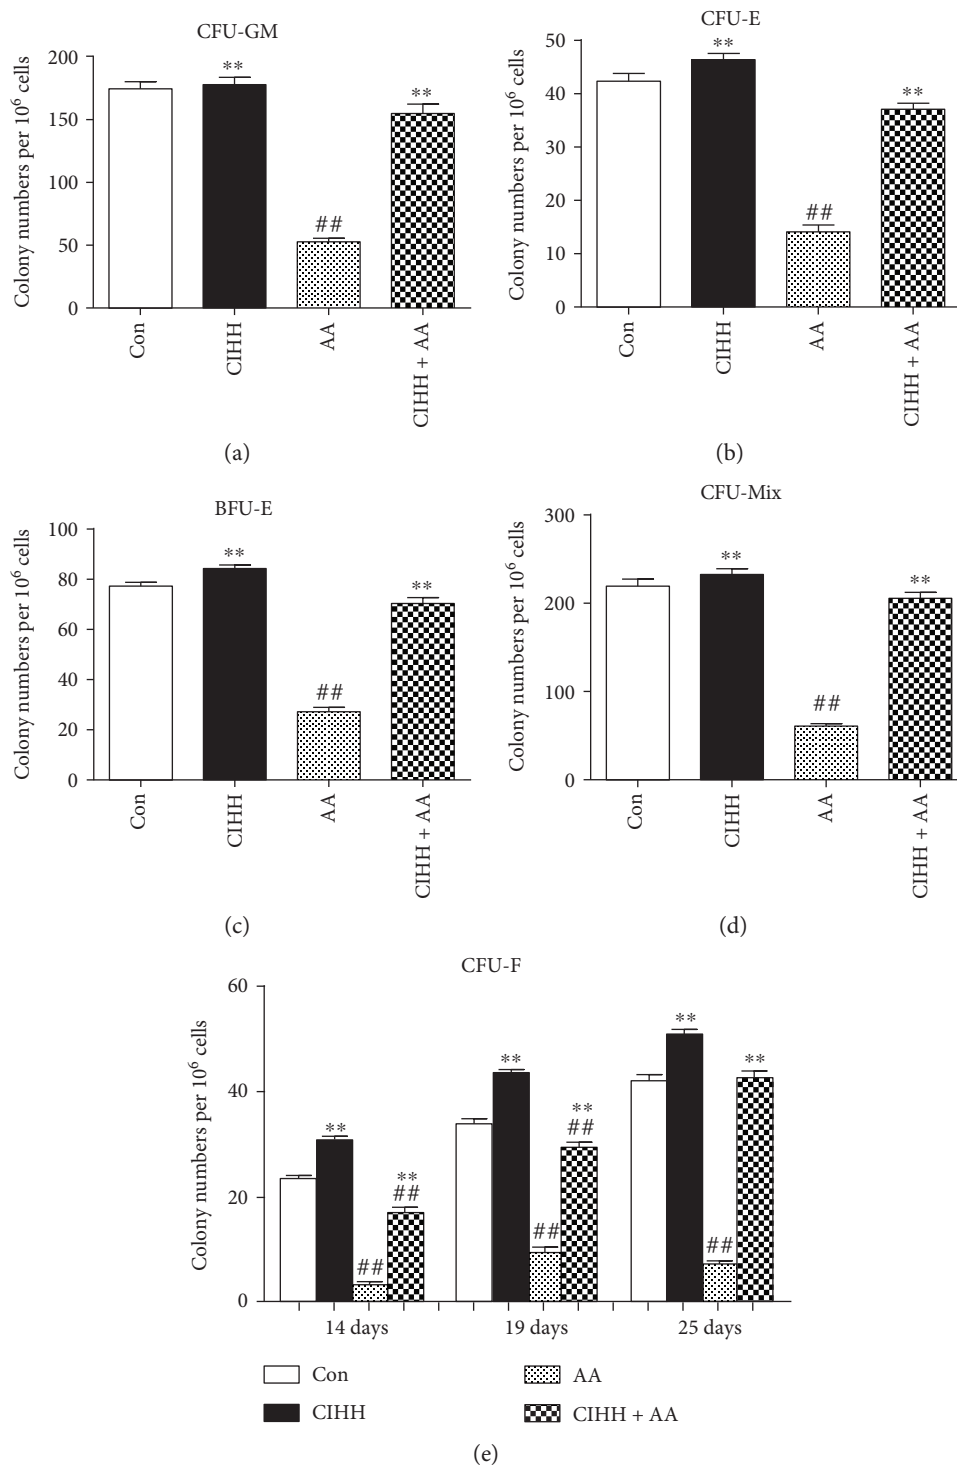 CFU-GM
Colony numbers per 10⁶ cells
200
150
100
50
0
**
##
**
Con
CIHH
AA
CIHH + AA
(a)
CFU-E
Colony numbers per 10⁶ cells
50
40
30
20
10
0
**
##
**
Con
CIHH
AA
CIHH + AA
(b)
BFU-E
Colony numbers per 10⁶ cells
100
80
60
40
20
0
**
##
**
Con
CIHH
AA
CIHH + AA
(c)
CFU-Mix
Colony numbers per 10⁶ cells
300
200
100
0
**
##
**
Con
CIHH
AA
CIHH + AA
(d)
CFU-F
Colony numbers per 10⁶ cells
60
40
20
0
**
##
**
##
**
##
**
##
**
##
**
14 days
19 days
25 days
Con
CIHH
AA
CIHH + AA
(e)